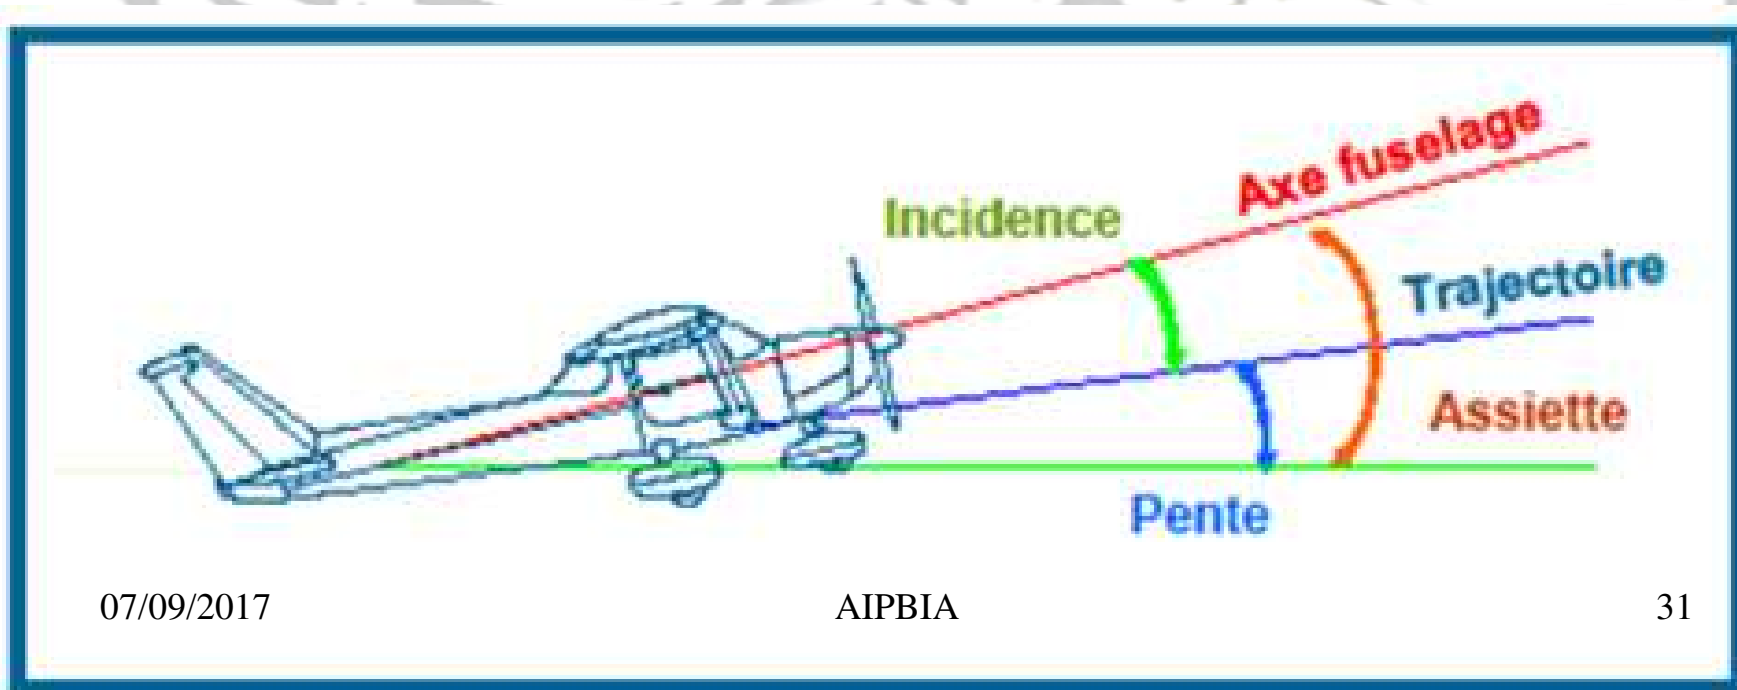 Axe fuselage
Incidence
Trajectoire
Assiette
Pente
07/09/2017 AIPBIA 31